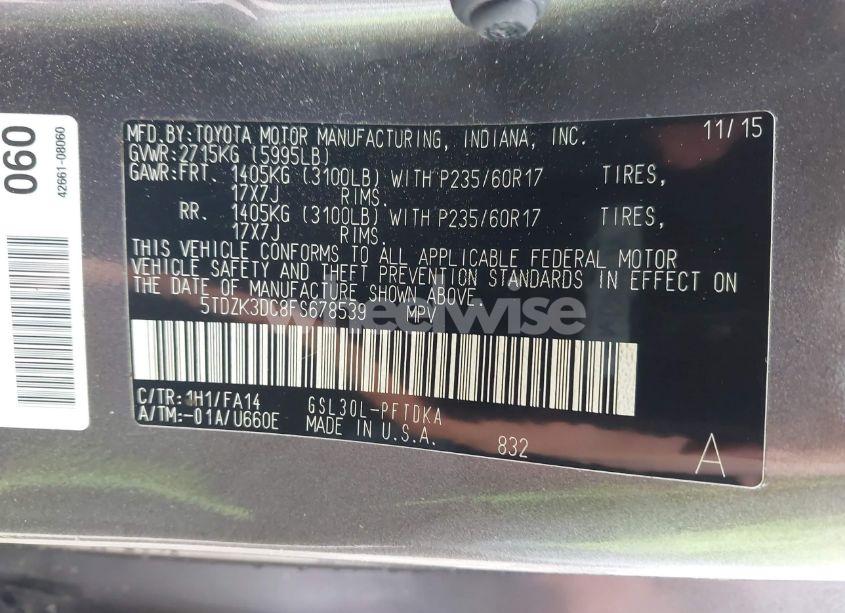 060
42661-08060
MFD. BY: TOYOTA MOTOR MANUFACTURING, INDIANA, INC. 11/15
GVWR: 2715KG (5995LB)
GAWR: FRT. 1405KG (3100LB) WITH P235/60R17 TIRES,
17X7J RIMS.
RR. 1405KG (3100LB) WITH P235/60R17 TIRES,
17X7J RIMS.
THIS VEHICLE CONFORMS TO ALL APPLICABLE FEDERAL MOTOR
VEHICLE SAFETY AND THEFT PREVENTION STANDARDS IN EFFECT ON
THE DATE OF MANUFACTURE SHOWN ABOVE.
5TDZK3DC8FS678539 MPV
wheelwise
C/TR: 1H1/FA14 GSL30L-PFTDKA
A/TM: -01A/U660E MADE IN U.S.A. 832
A